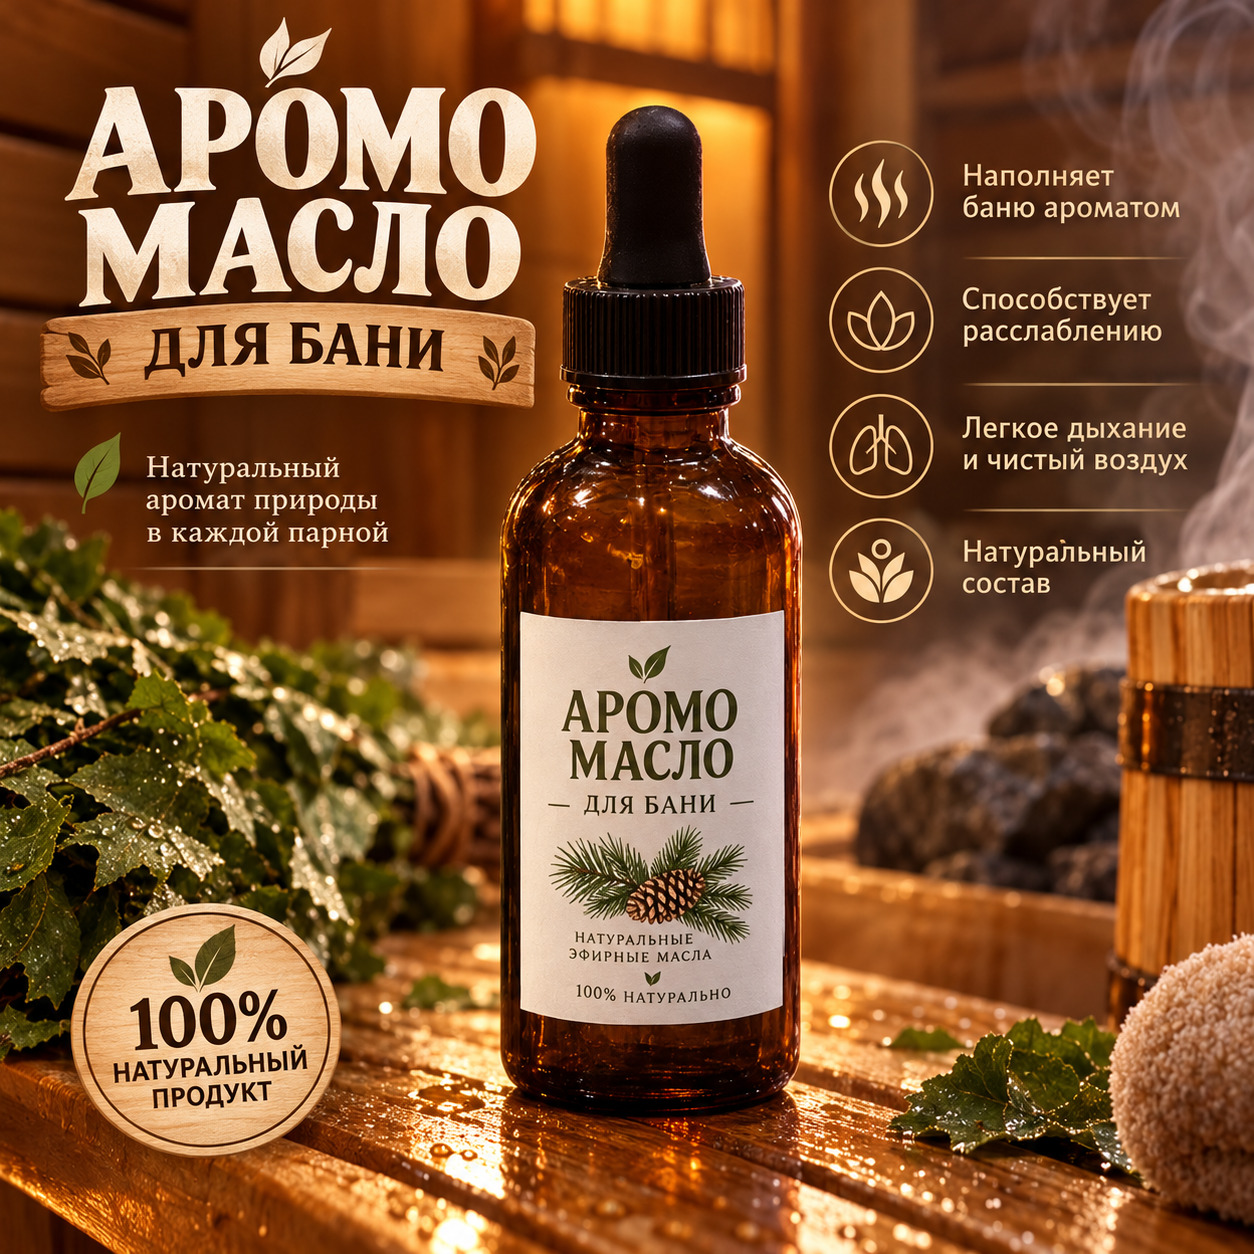 АРОМО
МАСЛО
ДЛЯ БАНИ
Натуральный
аромат природы
в каждой парной
Наполняет
баню ароматом
Способствует
расслаблению
Легкое дыхание
и чистый воздух
Натуральный
состав
АРОМО
МАСЛО
— ДЛЯ БАНИ —
НАТУРАЛЬНЫЕ
ЭФИРНЫЕ МАСЛА
100% НАТУРАЛЬНО
100%
НАТУРАЛЬНЫЙ
ПРОДУКТ